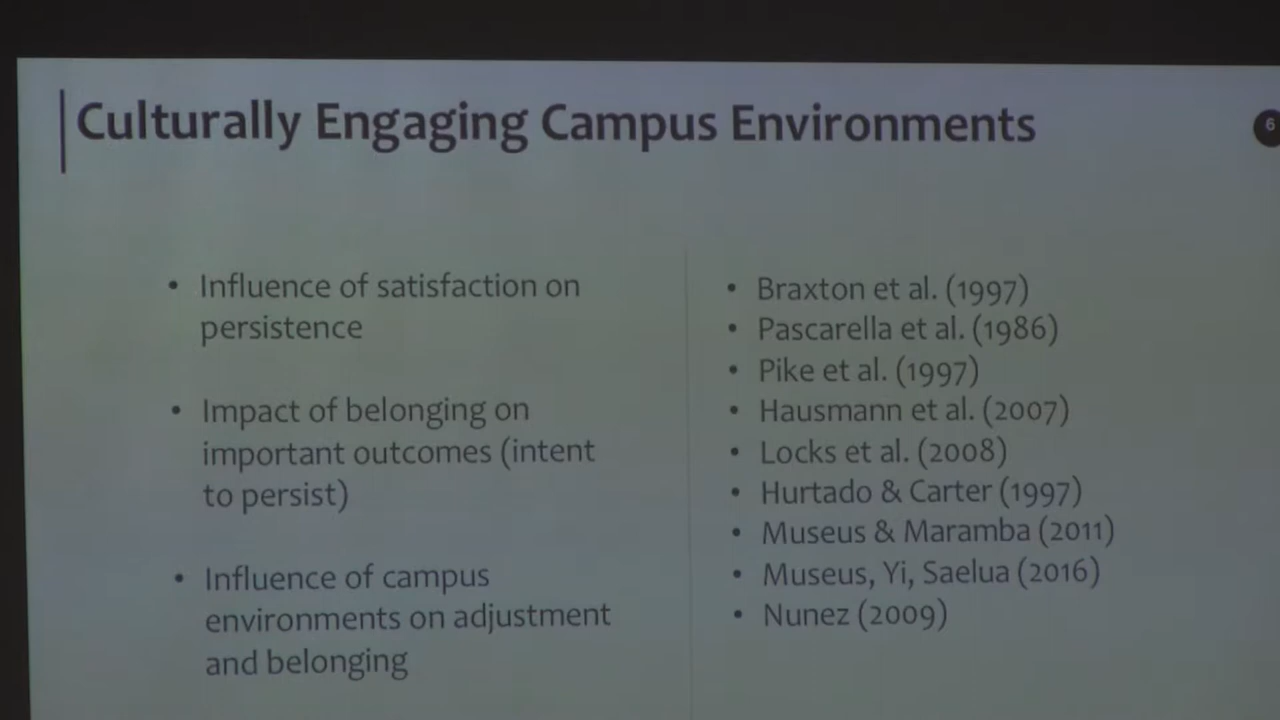 Culturally Engaging Campus Environments
6
• Influence of satisfaction on
persistence
• Impact of belonging on
important outcomes (intent
to persist)
• Influence of campus
environments on adjustment
and belonging
• Braxton et al. (1997)
• Pascarella et al. (1986)
• Pike et al. (1997)
• Hausmann et al. (2007)
• Locks et al. (2008)
• Hurtado & Carter (1997)
• Museus & Maramba (2011)
• Museus, Yi, Saelua (2016)
• Nunez (2009)